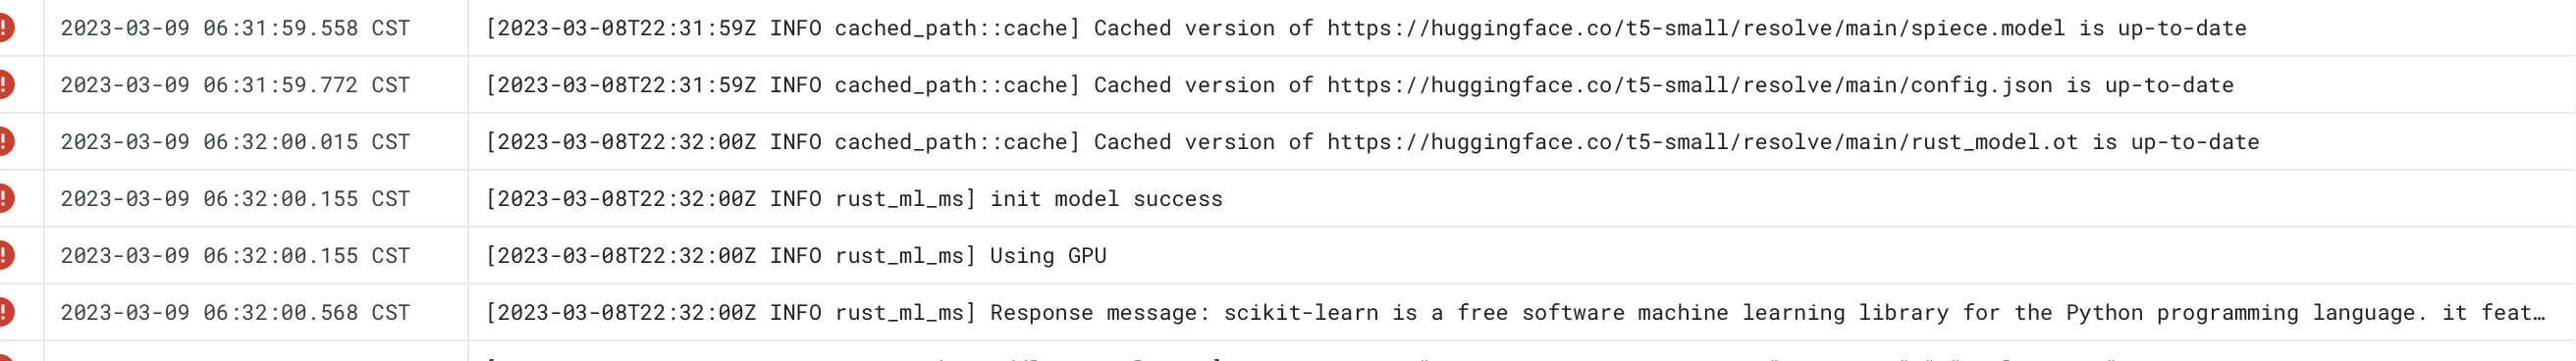 2023-03-09 06:31:59.558 CST [2023-03-08T22:31:59Z INFO cached_path::cache] Cached version of https://huggingface.co/t5-small/resolve/main/spiece.model is up-to-date
2023-03-09 06:31:59.772 CST [2023-03-08T22:31:59Z INFO cached_path::cache] Cached version of https://huggingface.co/t5-small/resolve/main/config.json is up-to-date
2023-03-09 06:32:00.015 CST [2023-03-08T22:32:00Z INFO cached_path::cache] Cached version of https://huggingface.co/t5-small/resolve/main/rust_model.ot is up-to-date
2023-03-09 06:32:00.155 CST [2023-03-08T22:32:00Z INFO rust_ml_ms] init model success
2023-03-09 06:32:00.155 CST [2023-03-08T22:32:00Z INFO rust_ml_ms] Using GPU
2023-03-09 06:32:00.568 CST [2023-03-08T22:32:00Z INFO rust_ml_ms] Response message: scikit-learn is a free software machine learning library for the Python programming language. it feat…